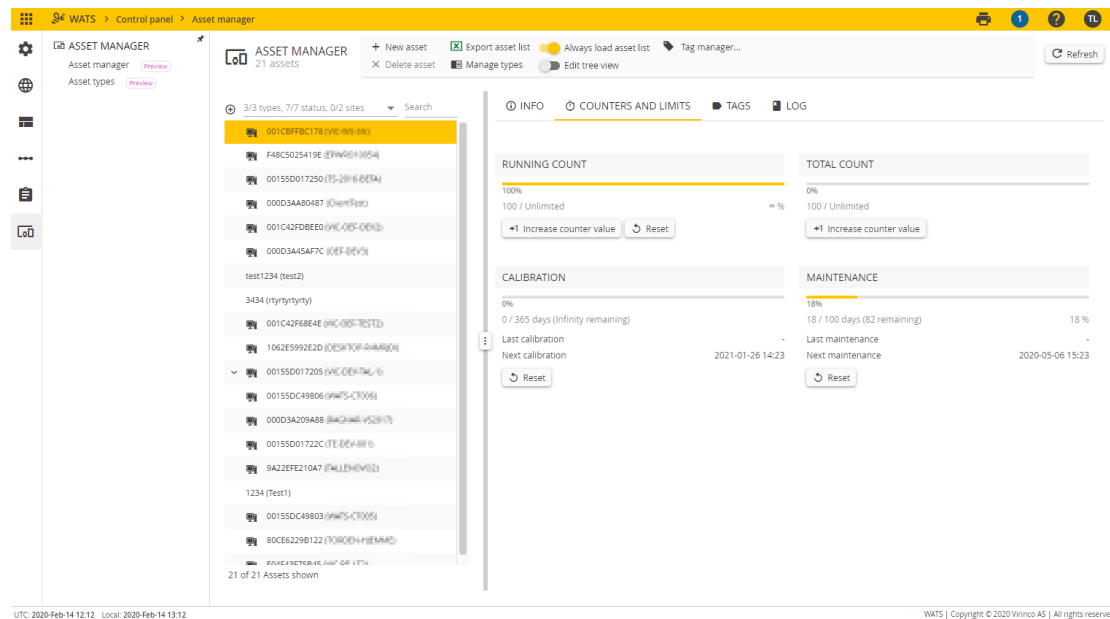 WATS > Control panel > Asset manager
1
TL
ASSET MANAGER
Asset manager Preview
Asset types Preview
ASSET MANAGER
21 assets
+ New asset
Export asset list
Always load asset list
Tag manager...
× Delete asset
Manage types
Edit tree view
Refresh
3/3 types, 7/7 status, 0/2 sites
Search
001CBFFBC178
F48C5025419E
00155D017250
000D3AA80487
001C42FDBEE0
000D3A45AF7C
test1234 (test2)
3434 (rtyrtyrtyrty)
001C42F68E4E
1062E5992E2D
00155D017205
00155DC49806
000D3A209A88
00155D01722C
9A22EFE210A7
1234 (Test1)
00155DC49803
80CE6229B122
21 of 21 Assets shown
INFO
COUNTERS AND LIMITS
TAGS
LOG
RUNNING COUNT
100%
100 / Unlimited
∞ %
+1 Increase counter value
Reset
TOTAL COUNT
0%
100 / Unlimited
+1 Increase counter value
CALIBRATION
0%
0 / 365 days (Infinity remaining)
Last calibration -
Next calibration 2021-01-26 14:23
Reset
MAINTENANCE
18%
18 / 100 days (82 remaining) 18 %
Last maintenance -
Next maintenance 2020-05-06 15:23
Reset
UTC: 2020-Feb-14 12:12 Local: 2020-Feb-14 13:12
WATS | Copyright © 2020 Virinco AS | All rights reserve